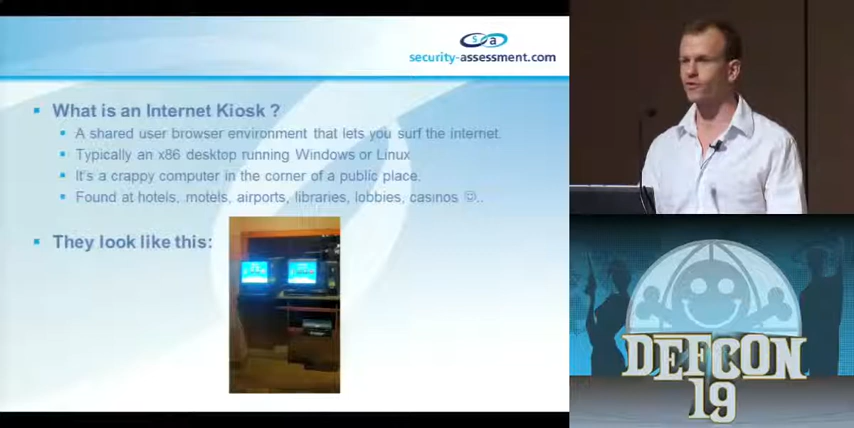 sa
security-assessment.com
What is an Internet Kiosk ?
A shared user browser environment that lets you surf the internet.
Typically an x86 desktop running Windows or Linux
It's a crappy computer in the corner of a public place.
Found at hotels, motels, airports, libraries, lobbies, casinos ☺..
They look like this:
DEFCON
19